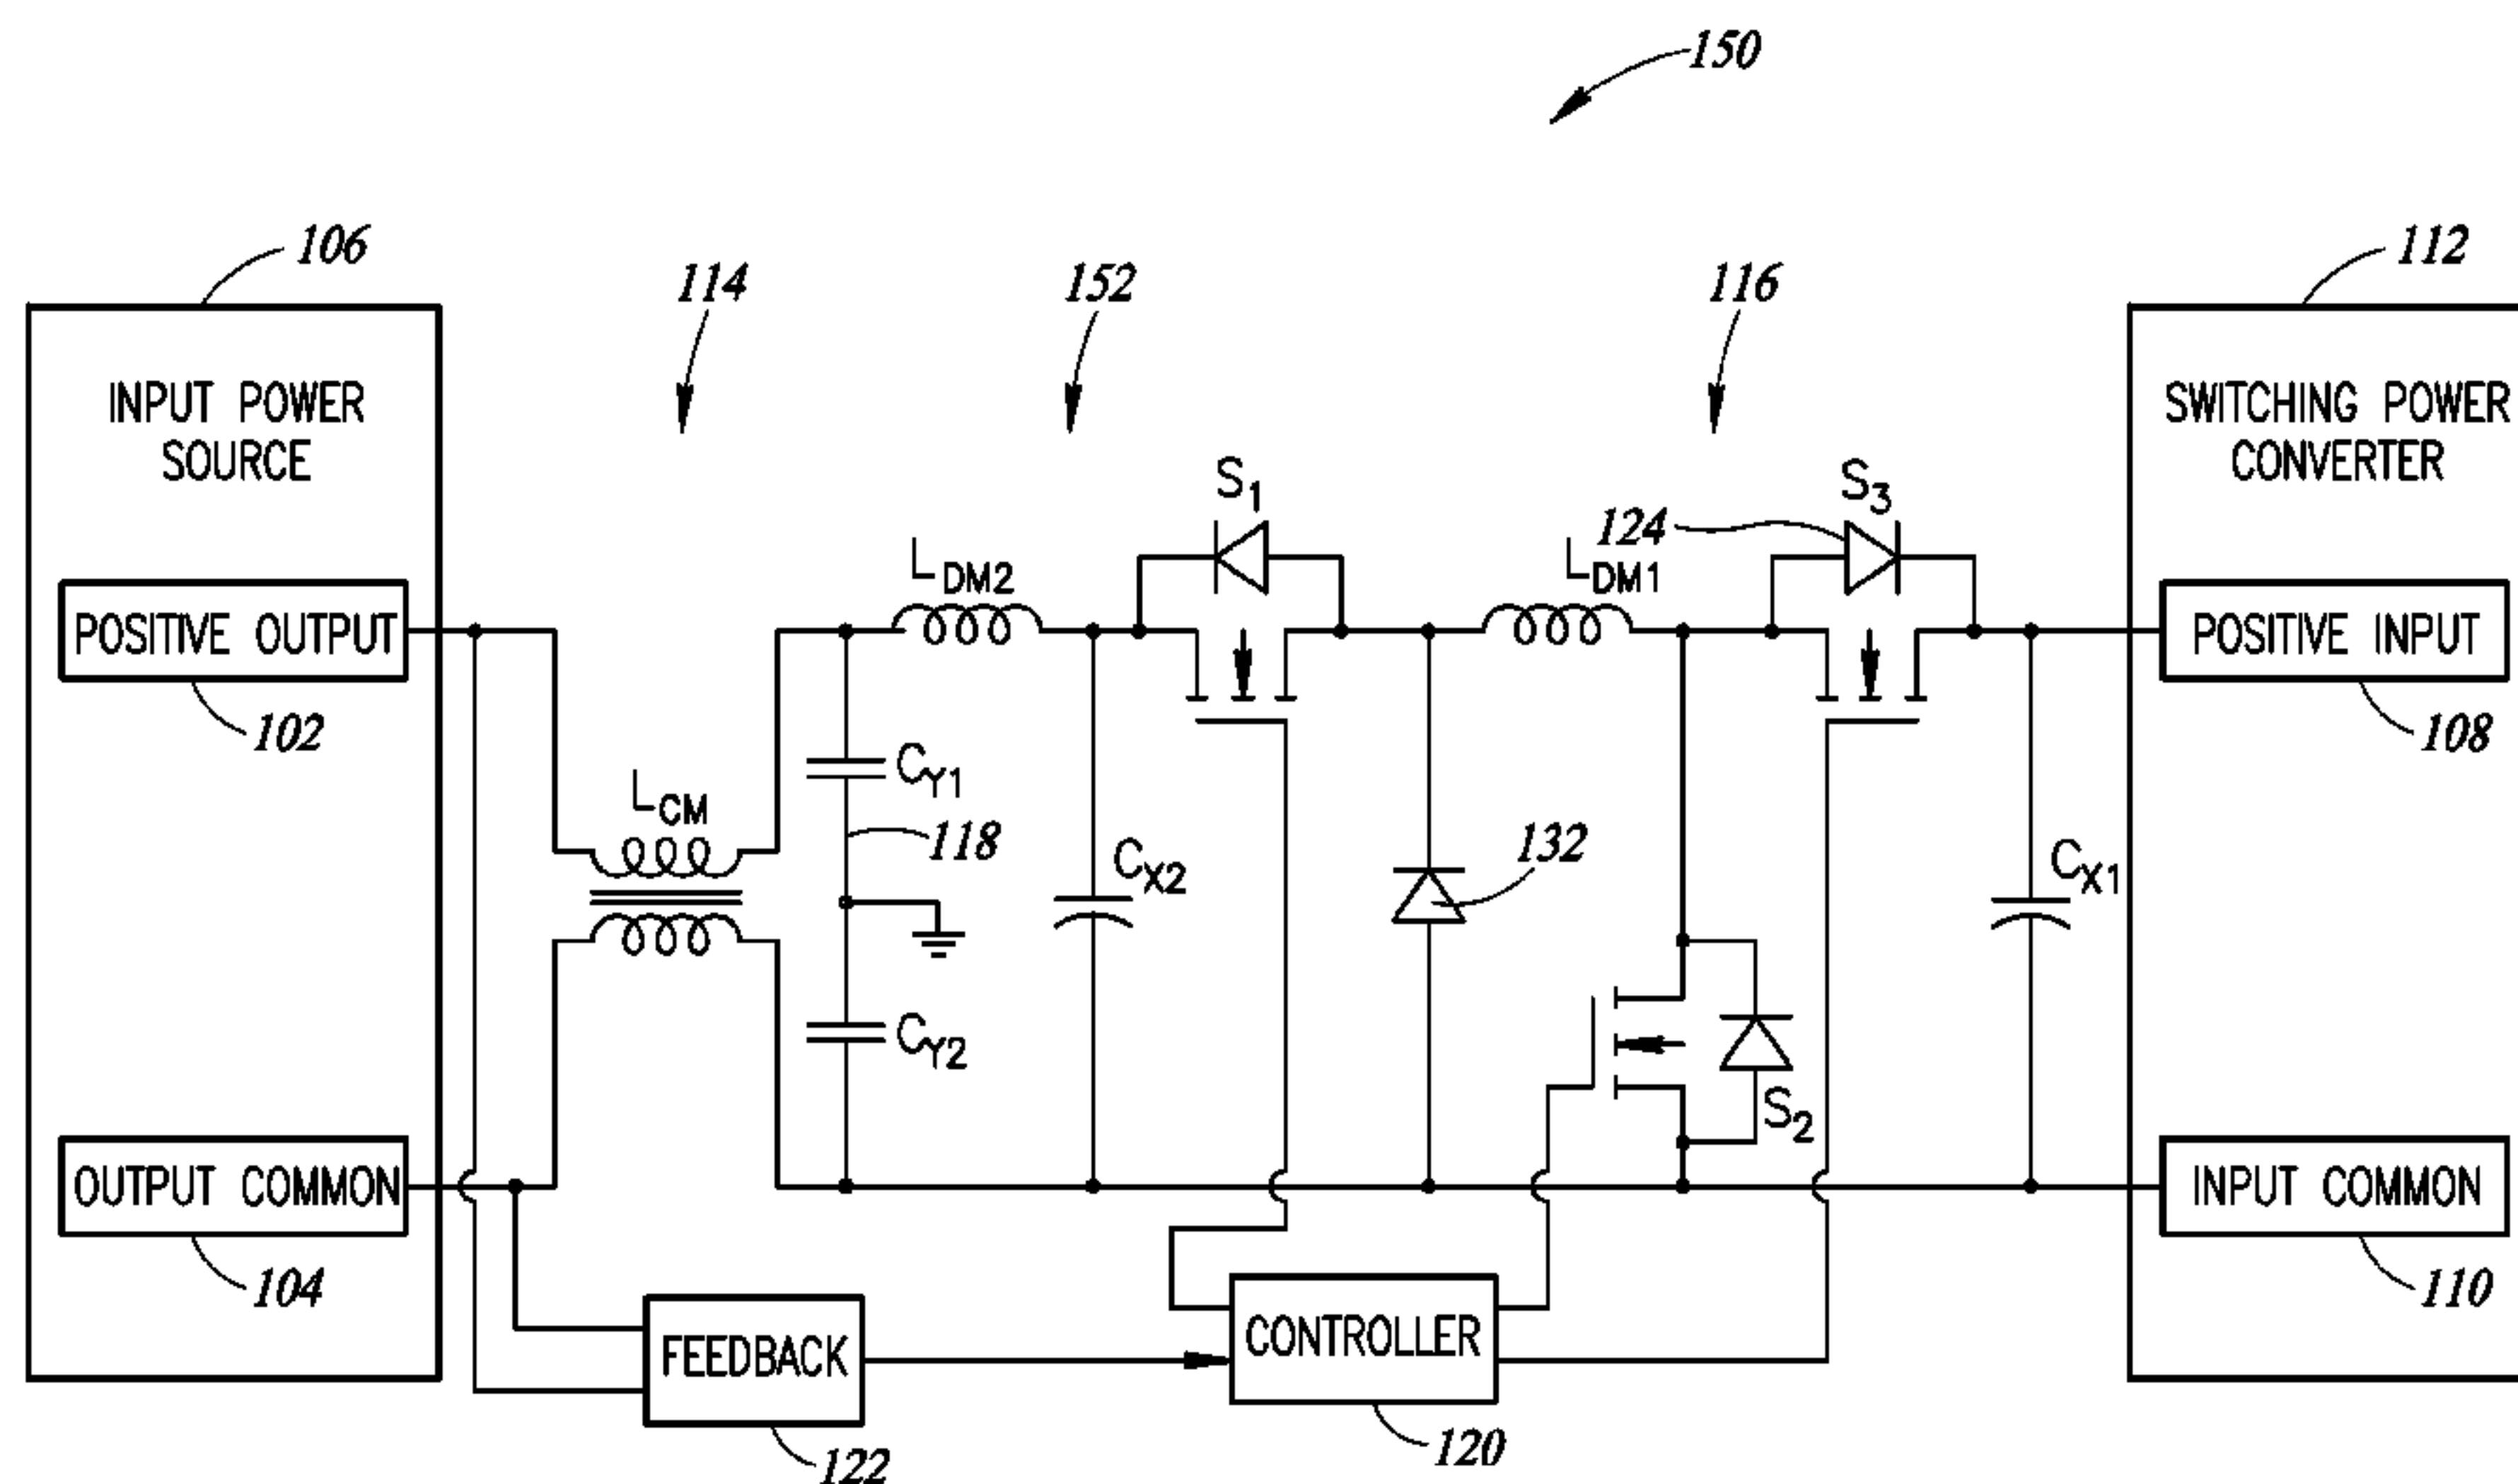 150
106
114
152
116
112
INPUT POWER
SOURCE
SWITCHING POWER
CONVERTER
S1
S3
124
LDM2
LDM1
POSITIVE OUTPUT
POSITIVE INPUT
102
108
LCM
CY1
118
CX2
132
CX1
CY2
S2
OUTPUT COMMON
INPUT COMMON
104
110
FEEDBACK
CONTROLLER
122
120